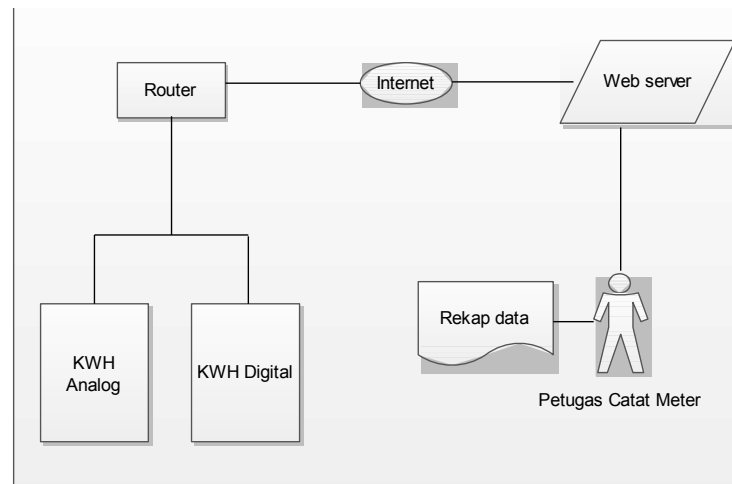 Router
Internet
Web server
KWH
Analog
KWH Digital
Rekap data
Petugas Catat Meter